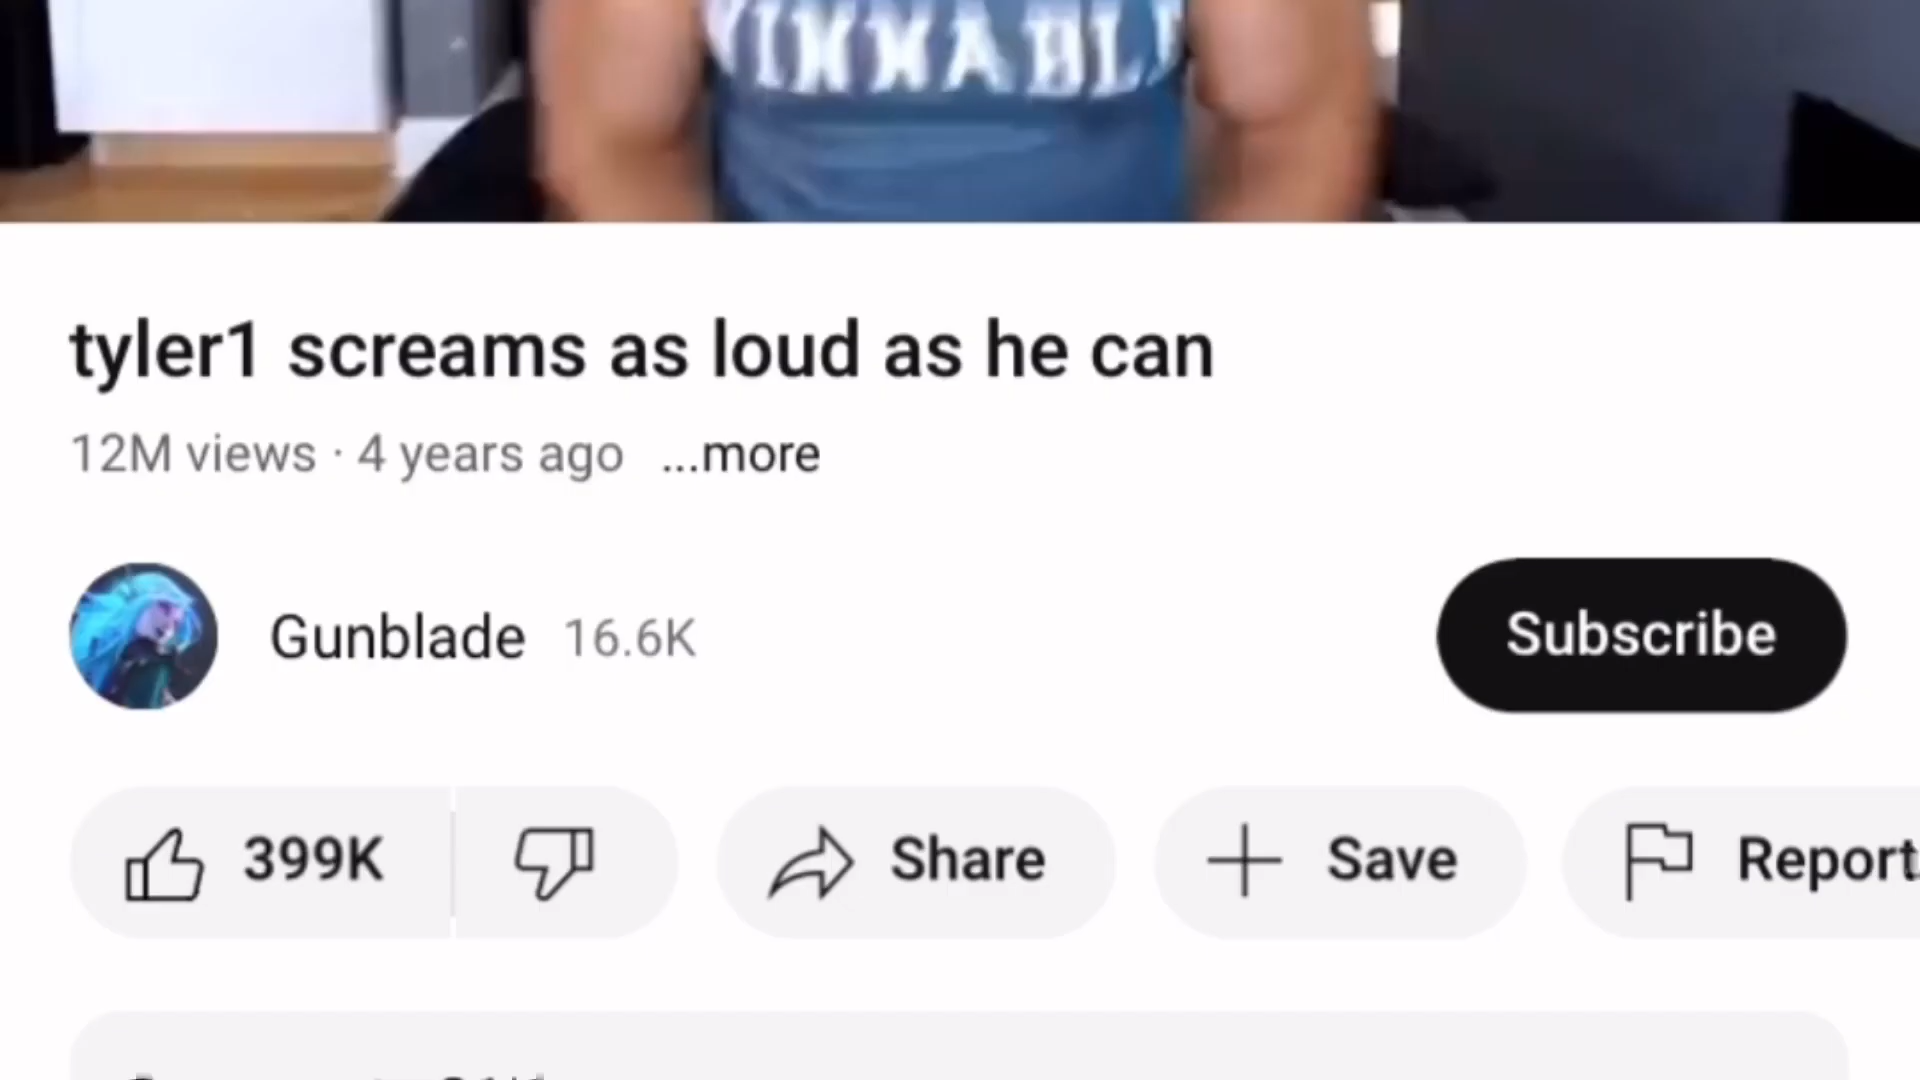 tyler1 screams as loud as he can
12M views · 4 years ago ...more
Gunblade 16.6K
Subscribe
399K Share Save Report